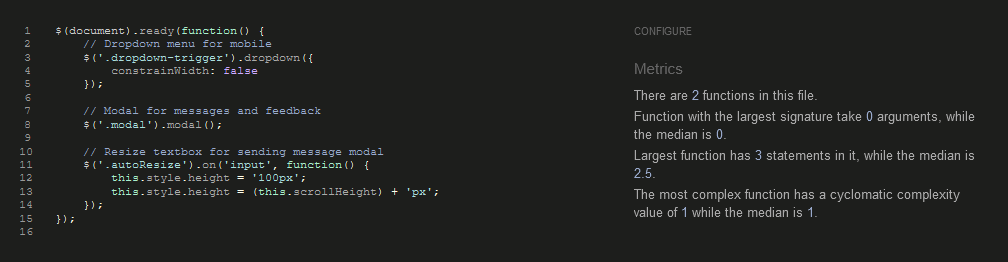 1 $(document).ready(function() {
2 // Dropdown menu for mobile
3 $('.dropdown-trigger').dropdown({
4 constrainWidth: false
5 });
6
7 // Modal for messages and feedback
8 $('.modal').modal();
9
10 // Resize textbox for sending message modal
11 $('.autoResize').on('input', function() {
12 this.style.height = '100px';
13 this.style.height = (this.scrollHeight) + 'px';
14 });
15 });
16
CONFIGURE
Metrics
There are 2 functions in this file.
Function with the largest signature take 0 arguments, while
the median is 0.
Largest function has 3 statements in it, while the median is
2.5.
The most complex function has a cyclomatic complexity
value of 1 while the median is 1.